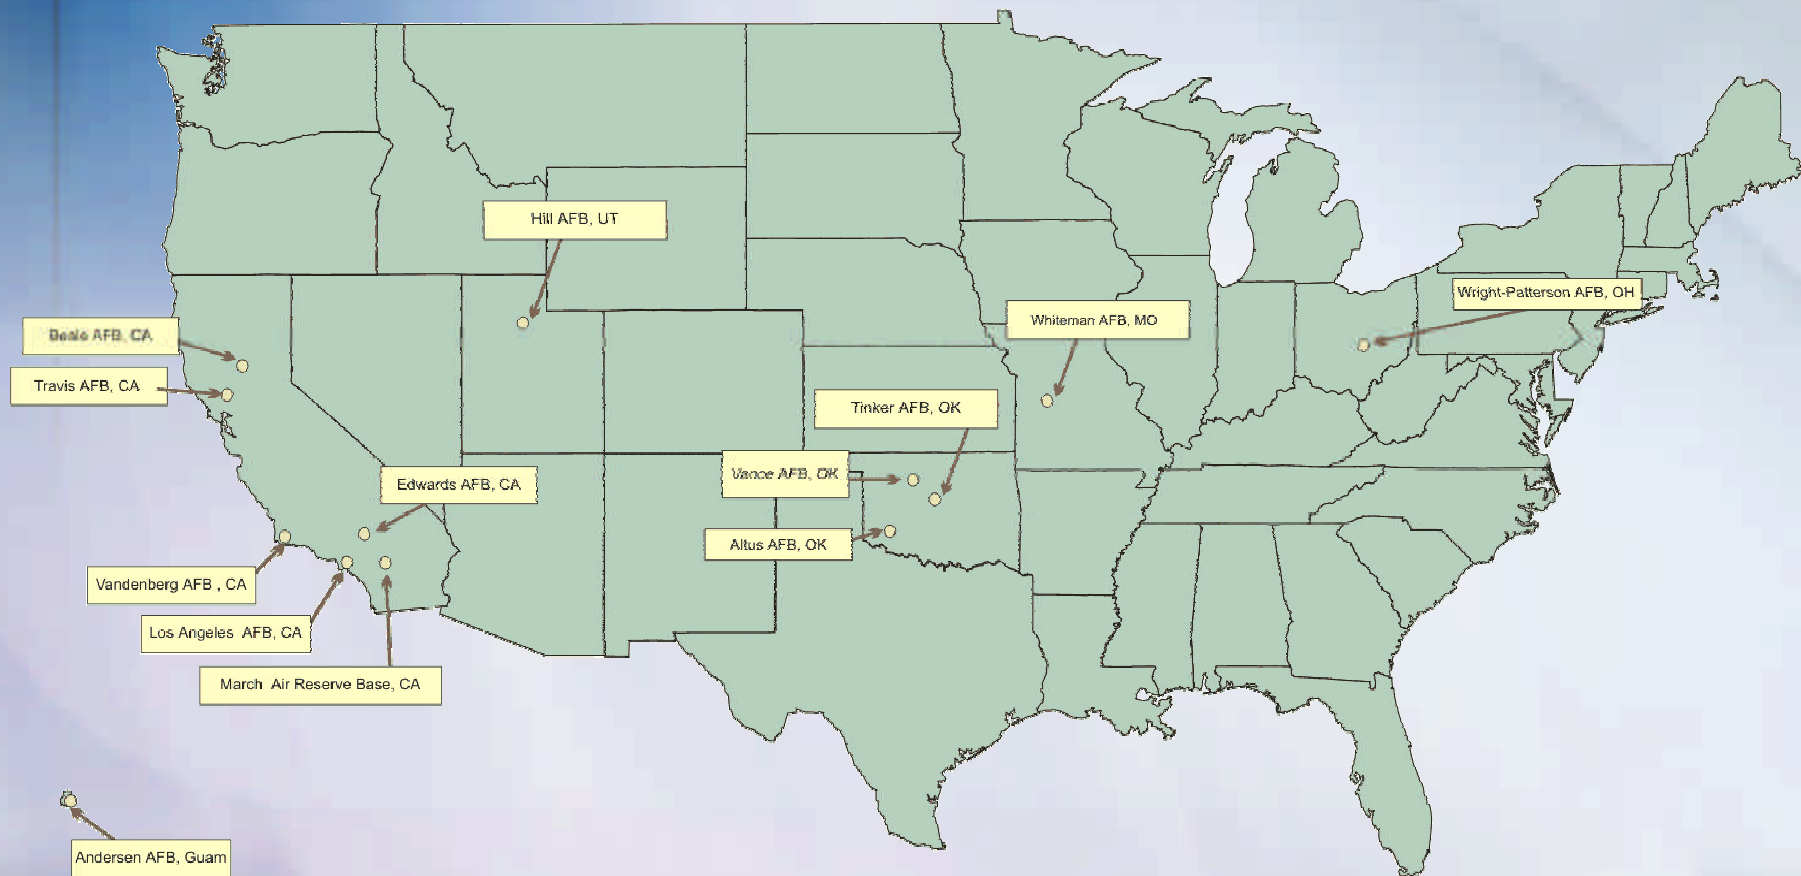 Hill AFB, UT
Wright-Patterson AFB, OH
Whiteman AFB, MO
Beale AFB, CA
Travis AFB, CA
Tinker AFB, OK
Vance AFB, OK
Edwards AFB, CA
Altus AFB, OK
Vandenberg AFB , CA
Los Angeles AFB, CA
March Air Reserve Base, CA
Andersen AFB, Guam